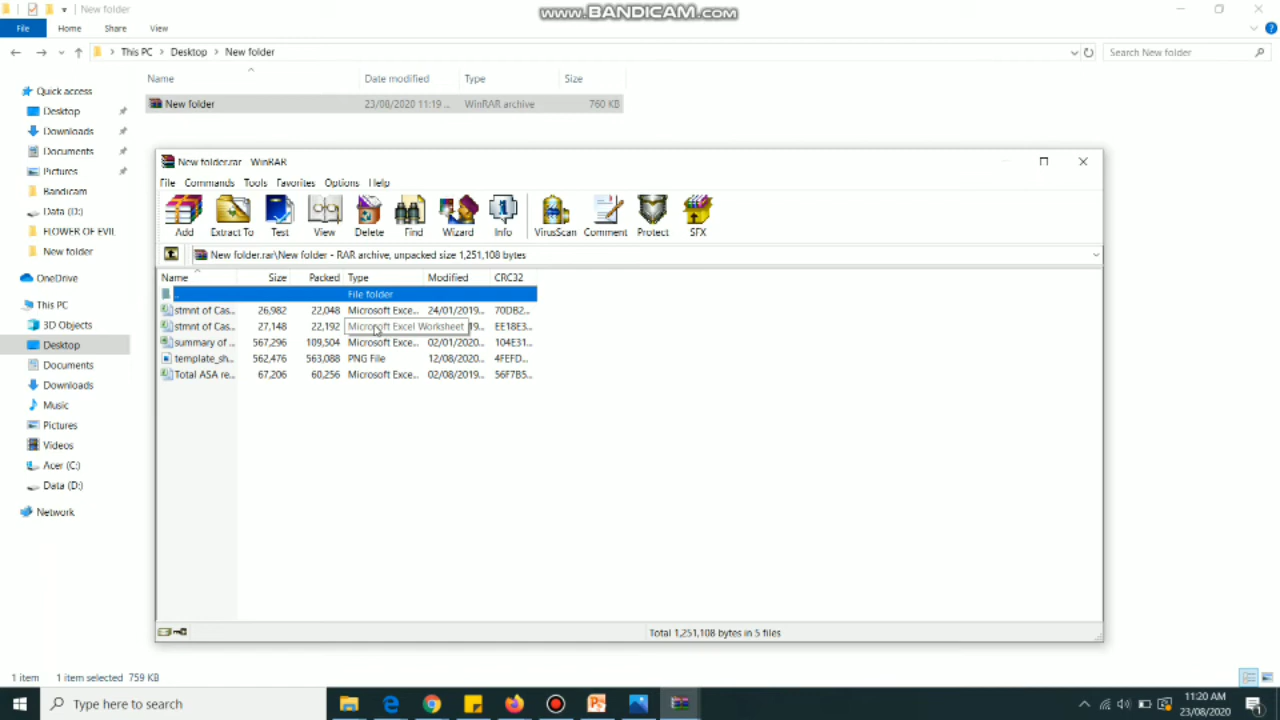 New folder
www.BANDICAM.com
File Home Share View
This PC Desktop New folder
Search New folder
Name Date modified Type Size
New folder 23/08/2020 11:19 ... WinRAR archive 760 KB
Quick access
Desktop
Downloads
Documents
Pictures
Bandicam
Data (D:)
FLOWER OF EVIL
New folder
OneDrive
This PC
3D Objects
Desktop
Documents
Downloads
Music
Pictures
Videos
Acer (C:)
Data (D:)
Network
New folder.rar WinRAR
File Commands Tools Favorites Options Help
Add Extract To Test View Delete Find Wizard Info VirusScan Comment Protect SFX
New folder.rar\New folder - RAR archive, unpacked size 1,251,108 bytes
Name Size Packed Type Modified CRC32
.. File folder
stmnt of Cas... 26,982 22,048 Microsoft Exce... 24/01/2019... 70DB2...
stmnt of Cas... 27,148 22,192 Microsoft Excel Worksheet 19... EE18E3...
summary of ... 567,296 109,504 Microsoft Exce... 02/01/2020... 104E31...
template_sh... 562,476 563,088 PNG File 12/08/2020... 4FEFD...
Total ASA re... 67,206 60,256 Microsoft Exce... 02/08/2019... 56F7B5...
Total 1,251,108 bytes in 5 files
1 item 1 item selected 759 KB
Type here to search
11:20 AM
23/08/2020
1